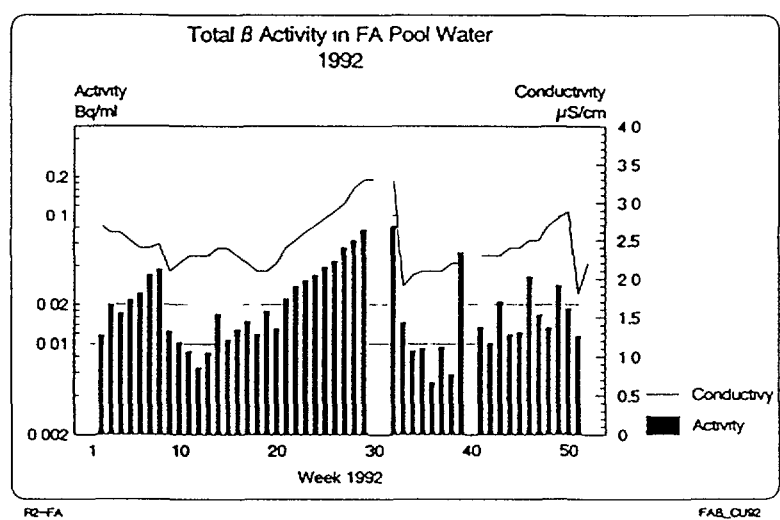 Total β Activity in FA Pool Water
1992
Activity
Bq/ml
Conductivity
µS/cm
0.2
0 1
0 02
0 01
0 002
4 0
3 5
3 0
2 5
2 0
1 5
1 0
0.5
0
1
10
20
30
40
50
Week 1992
Conductivy
Activity
R2-FA
FAB_CU92